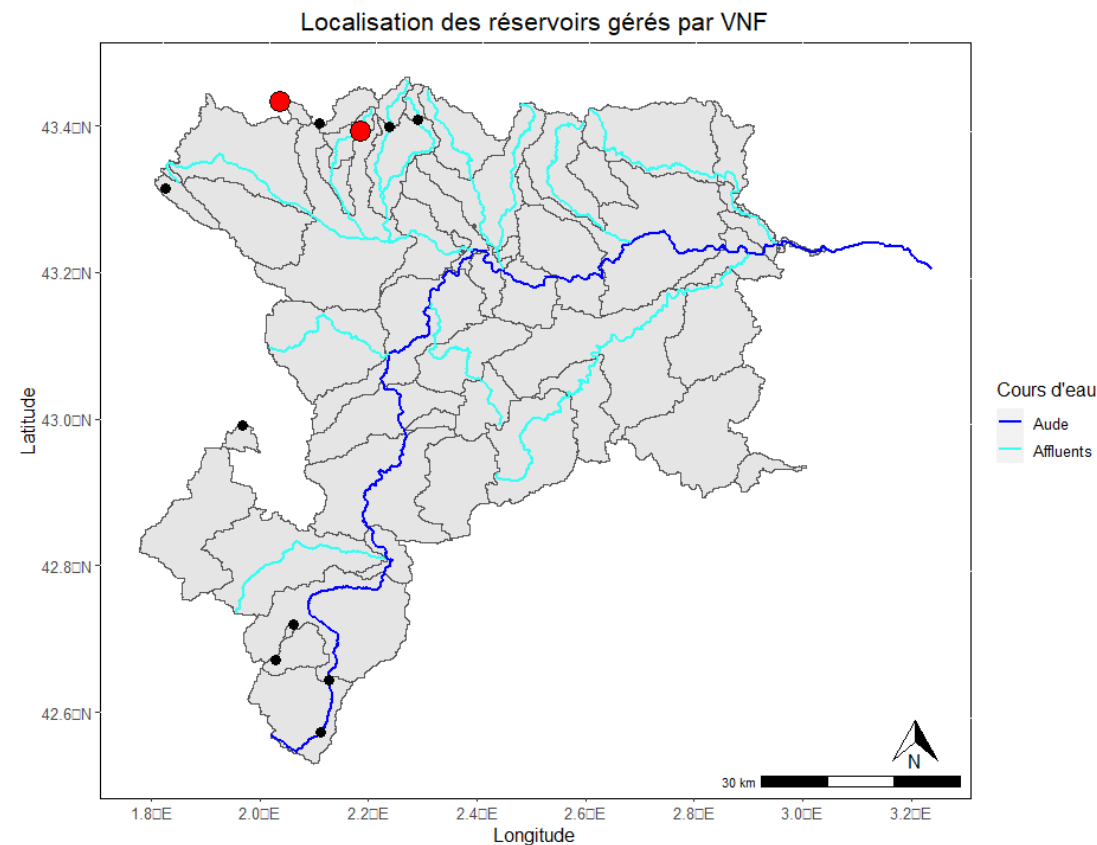 Localisation des réservoirs gérés par VNF
43.4□N
43.2□N
43.0□N
42.8□N
42.6□N
Latitude
1.8□E
2.0□E
2.2□E
2.4□E
2.6□E
2.8□E
3.0□E
3.2□E
Longitude
30 km
N
Cours d'eau
Aude
Affluents